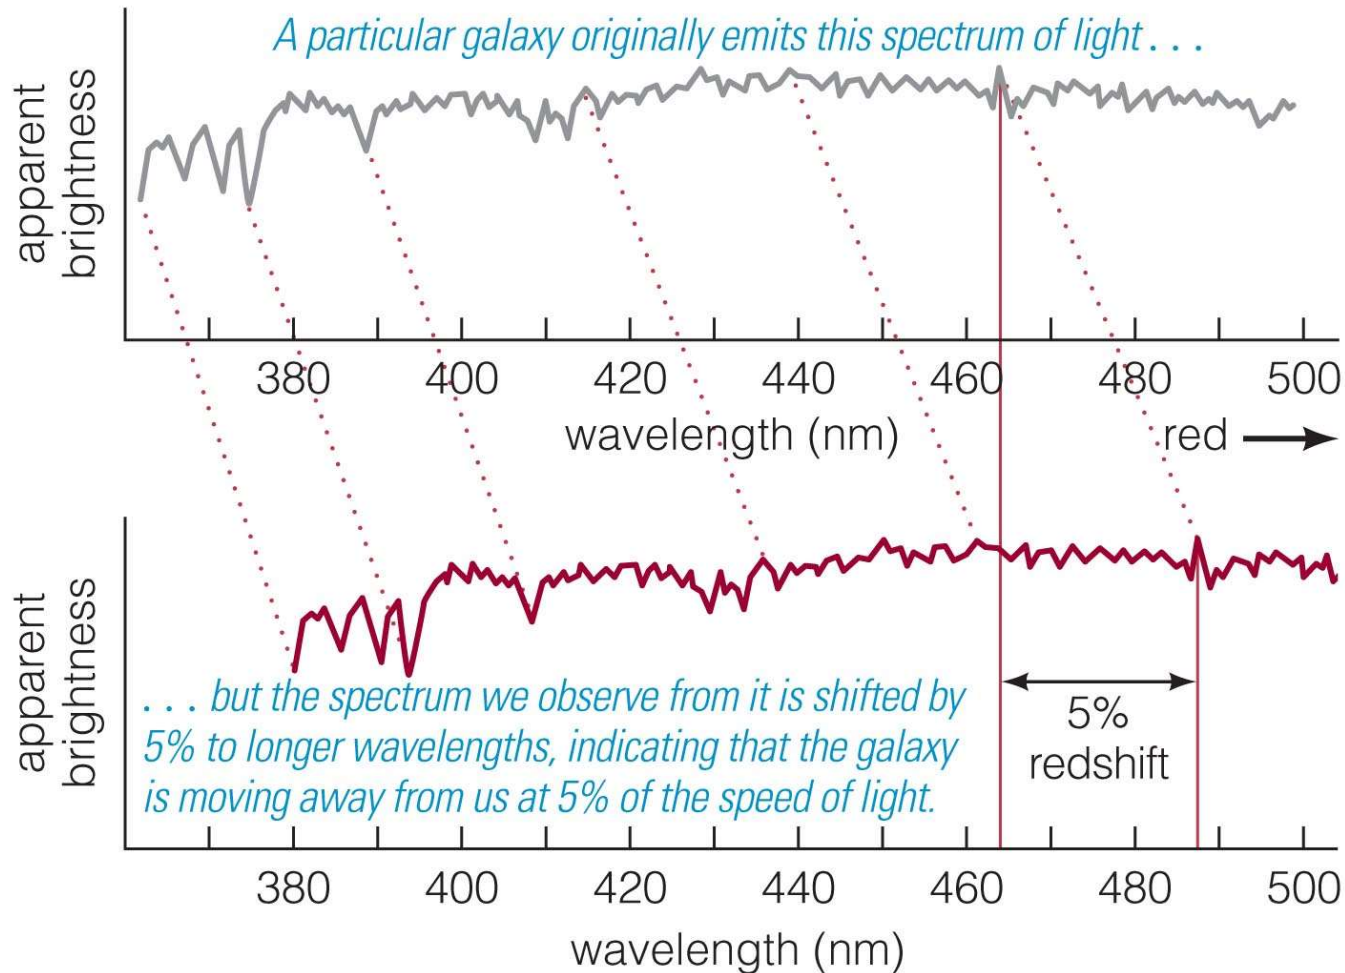 A particular galaxy originally emits this spectrum of light . . .
apparent
brightness
380 400 420 440 460 480 500
wavelength (nm)
red
apparent
brightness
. . . but the spectrum we observe from it is shifted by
5% to longer wavelengths, indicating that the galaxy
is moving away from us at 5% of the speed of light.
5%
redshift
380 400 420 440 460 480 500
wavelength (nm)